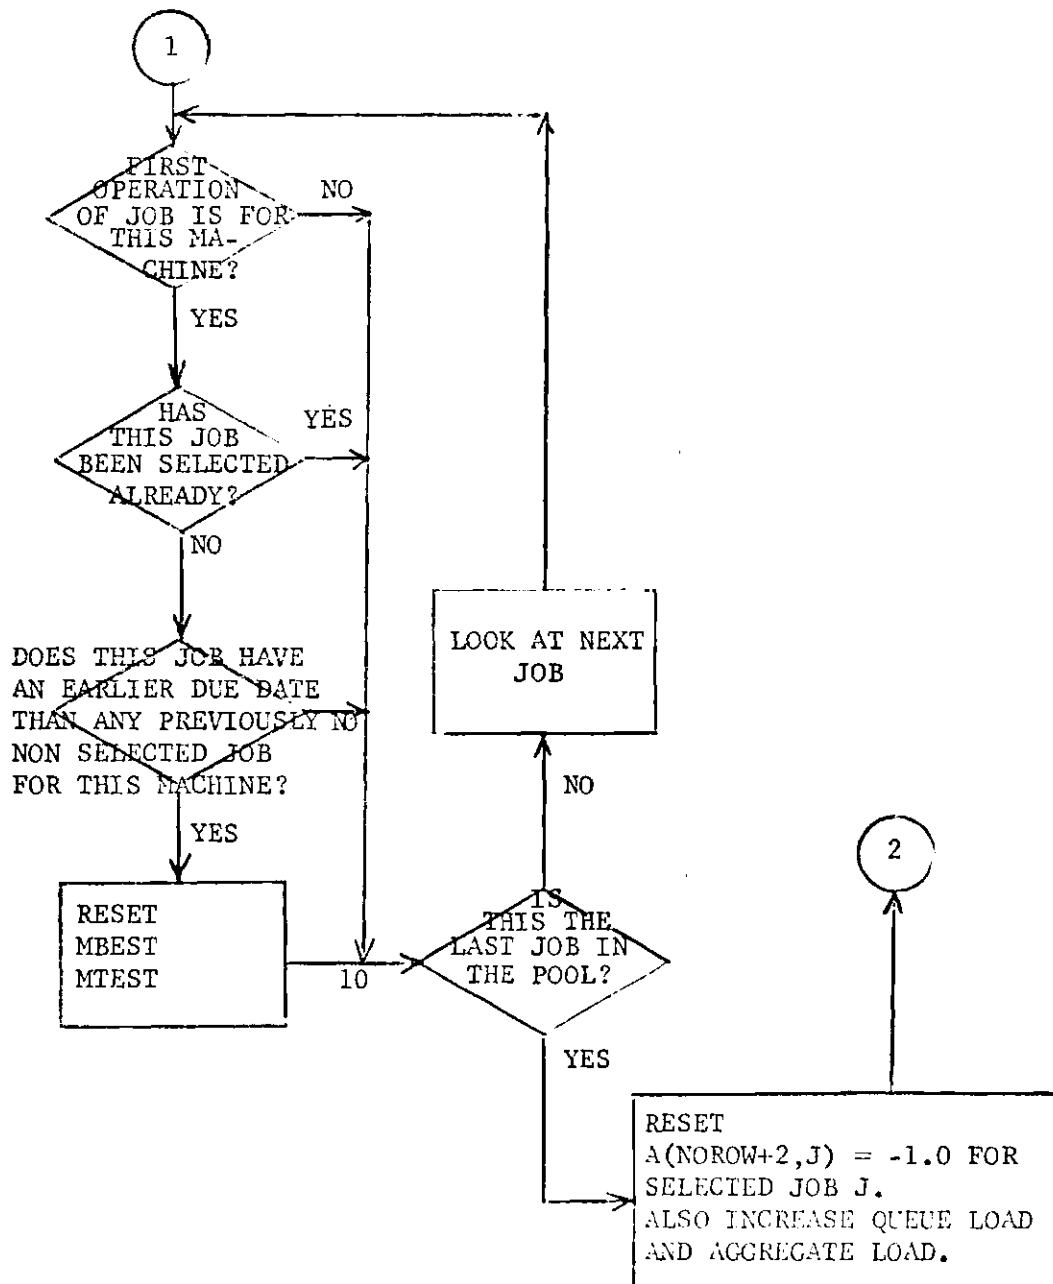 1
FIRST
OPERATION
OF JOB IS FOR
THIS MA-
CHINE?
NO
YES
HAS
THIS JOB
BEEN SELECTED
ALREADY?
YES
NO
DOES THIS JOB HAVE
AN EARLIER DUE DATE
THAN ANY PREVIOUSLY
NON SELECTED JOB
FOR THIS MACHINE?
NO
YES
RESET
MBEST
MTEST
10
IS
THIS THE
LAST JOB IN
THE POOL?
NO
LOOK AT NEXT
JOB
YES
RESET
A(NOROW+2,J) = -1.0 FOR
SELECTED JOB J.
ALSO INCREASE QUEUE LOAD
AND AGGREGATE LOAD.
2